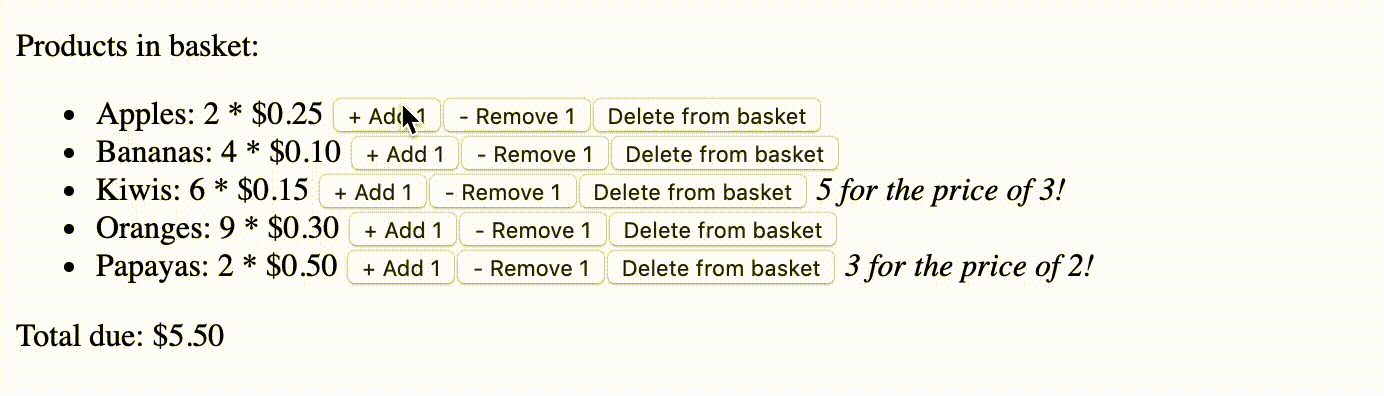 Products in basket:
Apples: 2 * $0.25 + Add 1 - Remove 1 Delete from basket
Bananas: 4 * $0.10 + Add 1 - Remove 1 Delete from basket
Kiwis: 6 * $0.15 + Add 1 - Remove 1 Delete from basket 5 for the price of 3!
Oranges: 9 * $0.30 + Add 1 - Remove 1 Delete from basket
Papayas: 2 * $0.50 + Add 1 - Remove 1 Delete from basket 3 for the price of 2!
Total due: $5.50